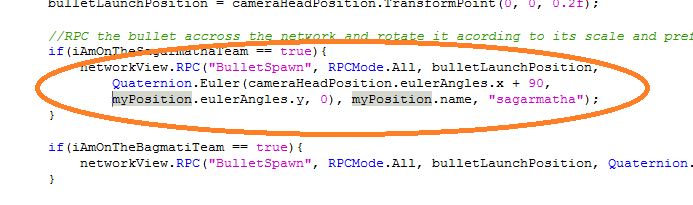 bulletLaunchPosition = cameraHeadPosition.TransformPoint(0, 0, 0.2f);
//RPC the bullet accross the network and rotate it acording to its scale and pref
if(iAmOnTheSagarmathaTeam == true){
networkView.RPC("BulletSpawn", RPCMode.All, bulletLaunchPosition,
Quaternion.Euler(cameraHeadPosition.eulerAngles.x + 90,
myPosition.eulerAngles.y, 0), myPosition.name, "sagarmatha");
}
if(iAmOnTheBagmatiTeam == true){
networkView.RPC("BulletSpawn", RPCMode.All, bulletLaunchPosition, Quaternion.
}